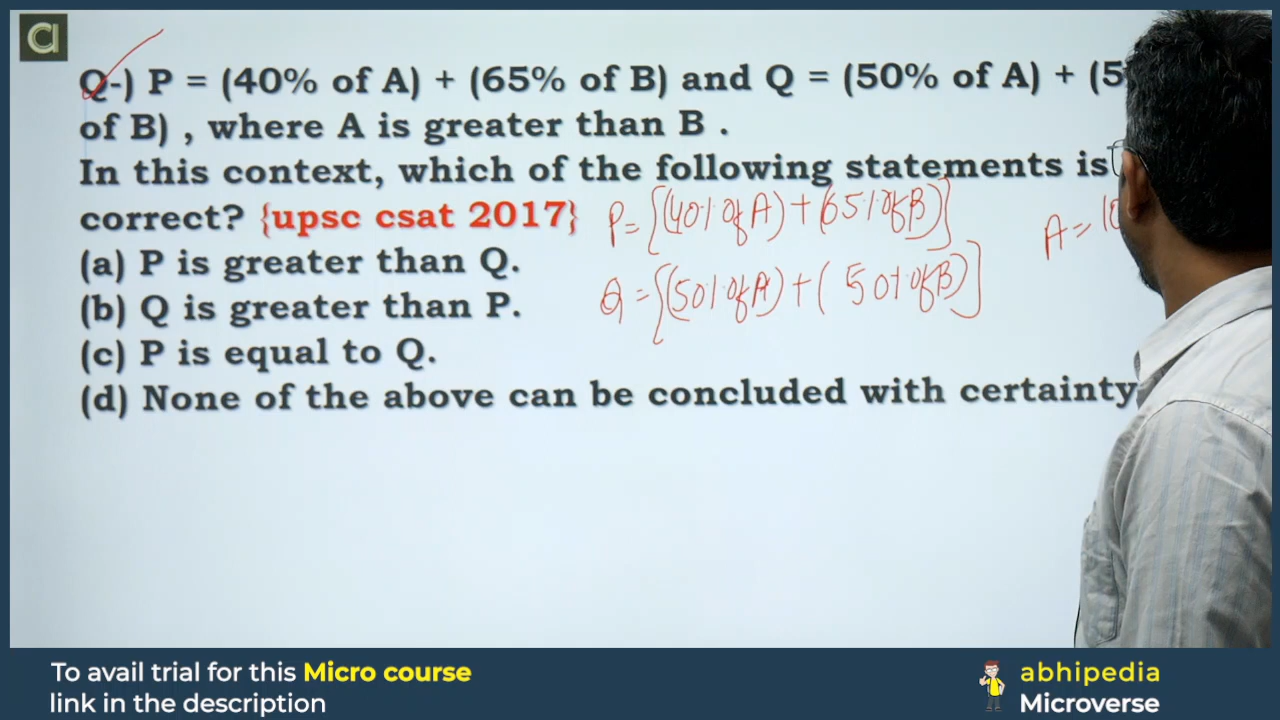 Q-) P = (40% of A) + (65% of B) and Q = (50% of A) + (5
of B) , where A is greater than B .
In this context, which of the following statements is
correct? {upsc csat 2017}
P = [(40% of A) + (65% of B)]
A = 10
(a) P is greater than Q.
Q = [(50% of A) + ( 50% of B)]
(b) Q is greater than P.
(c) P is equal to Q.
(d) None of the above can be concluded with certainty
To avail trial for this Micro course
link in the description
abhipedia
Microverse